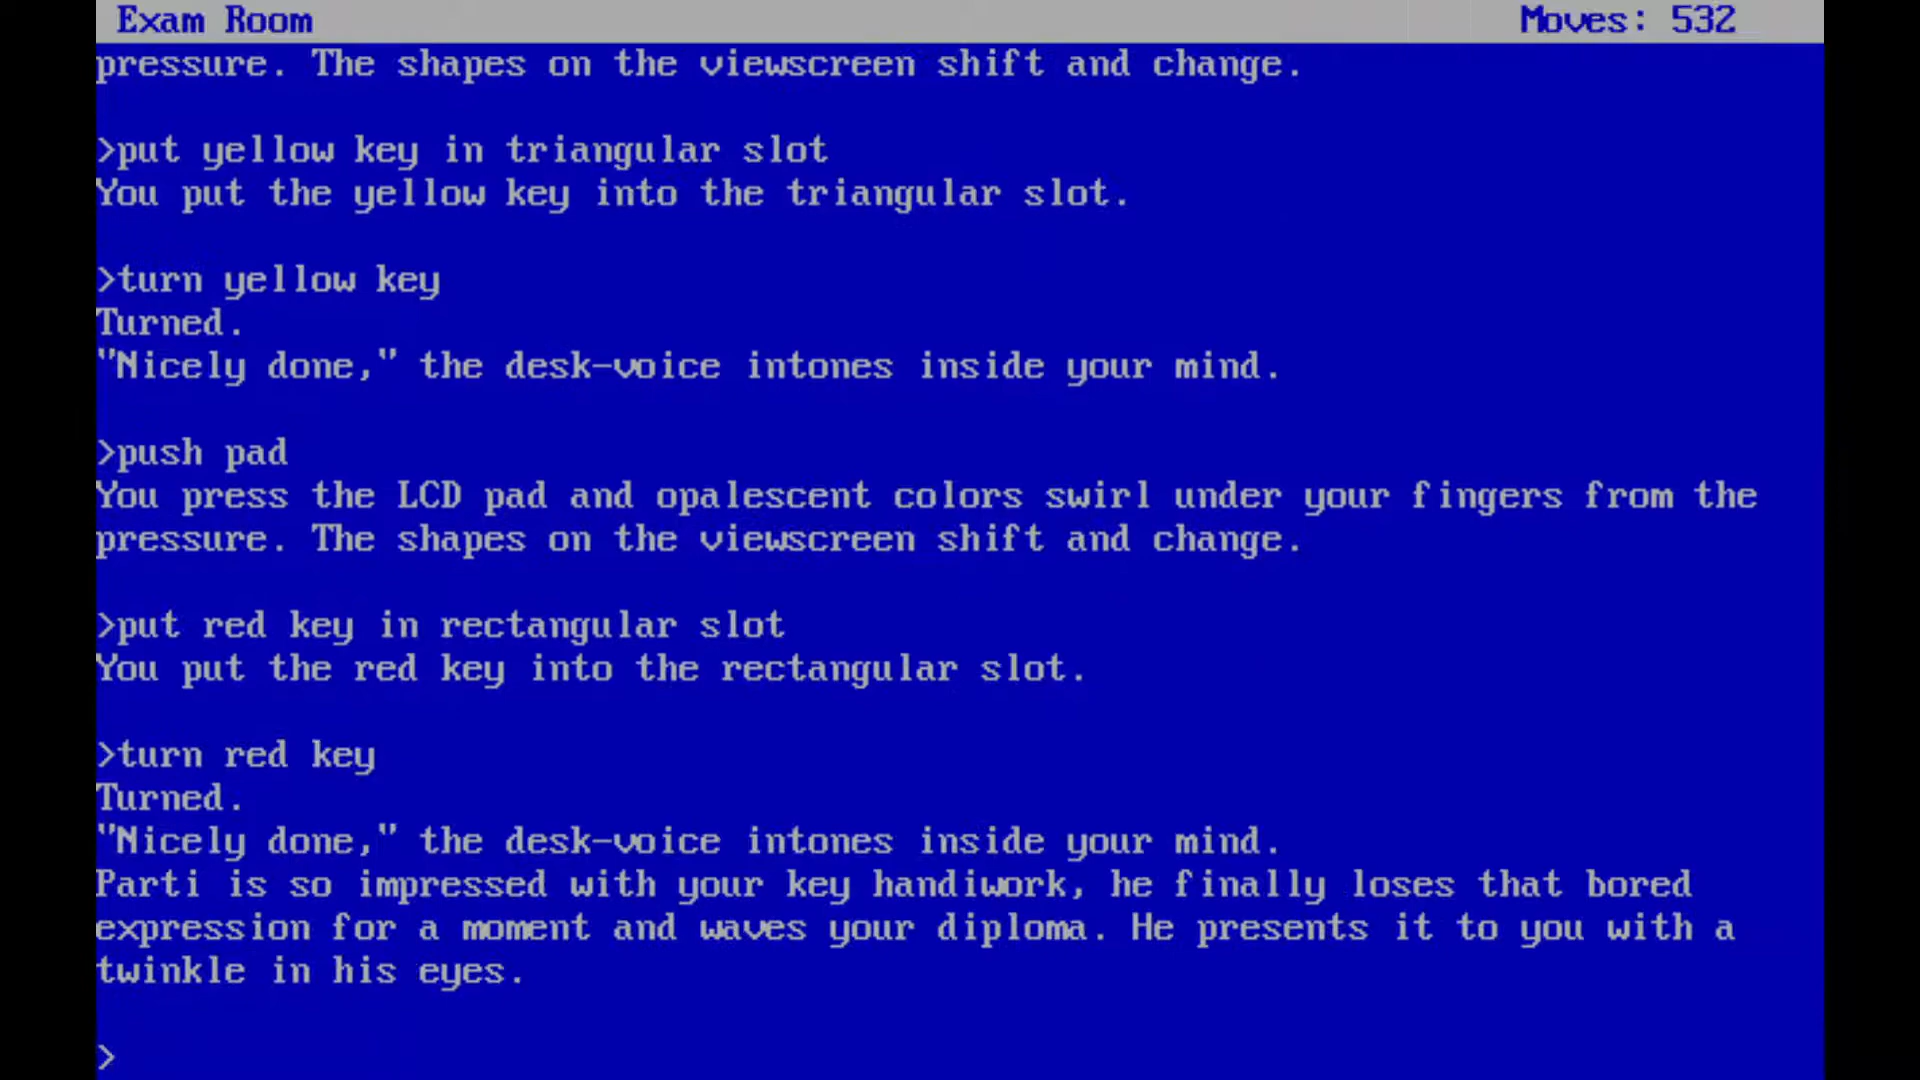 Exam Room Moves: 532
pressure. The shapes on the viewscreen shift and change.
>put yellow key in triangular slot
You put the yellow key into the triangular slot.
>turn yellow key
Turned.
"Nicely done," the desk-voice intones inside your mind.
>push pad
You press the LCD pad and opalescent colors swirl under your fingers from the
pressure. The shapes on the viewscreen shift and change.
>put red key in rectangular slot
You put the red key into the rectangular slot.
>turn red key
Turned.
"Nicely done," the desk-voice intones inside your mind.
Parti is so impressed with your key handiwork, he finally loses that bored
expression for a moment and waves your diploma. He presents it to you with a
twinkle in his eyes.
>